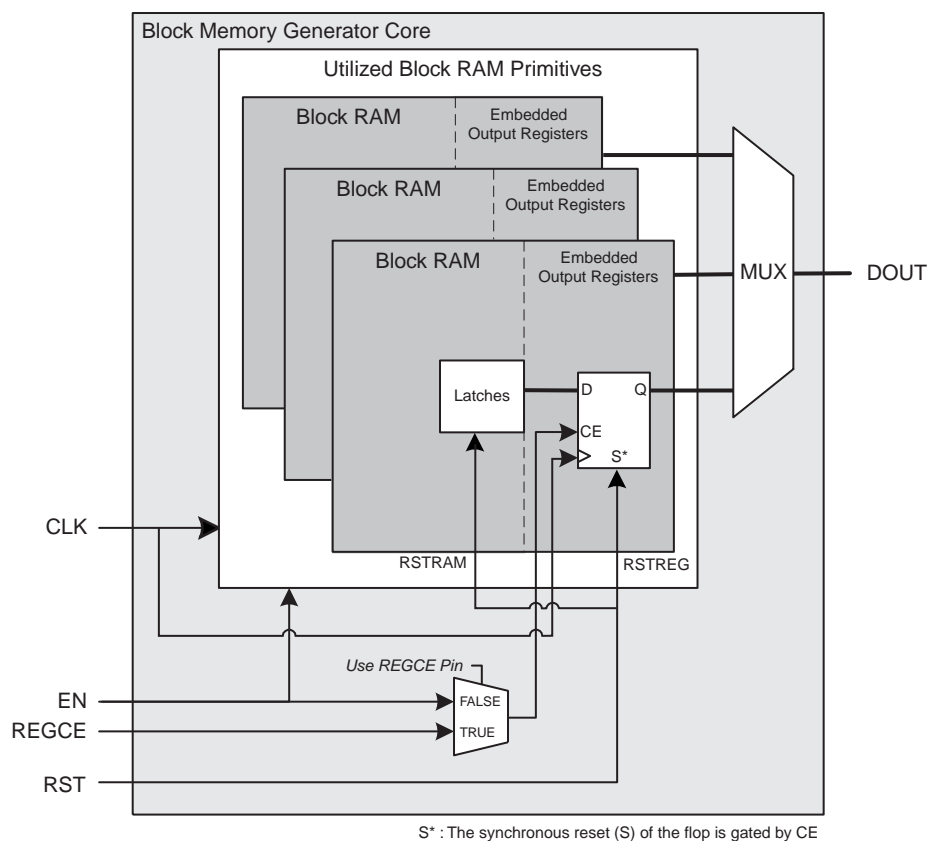 Block Memory Generator Core
Utilized Block RAM Primitives
Block RAM
Embedded
Output Registers
Block RAM
Embedded
Output Registers
Block RAM
Embedded
Output Registers
MUX
DOUT
Latches
D
Q
CE
S*
CLK
RSTRAM
RSTREG
Use REGCE Pin
EN
FALSE
REGCE
TRUE
RST
S* : The synchronous reset (S) of the flop is gated by CE